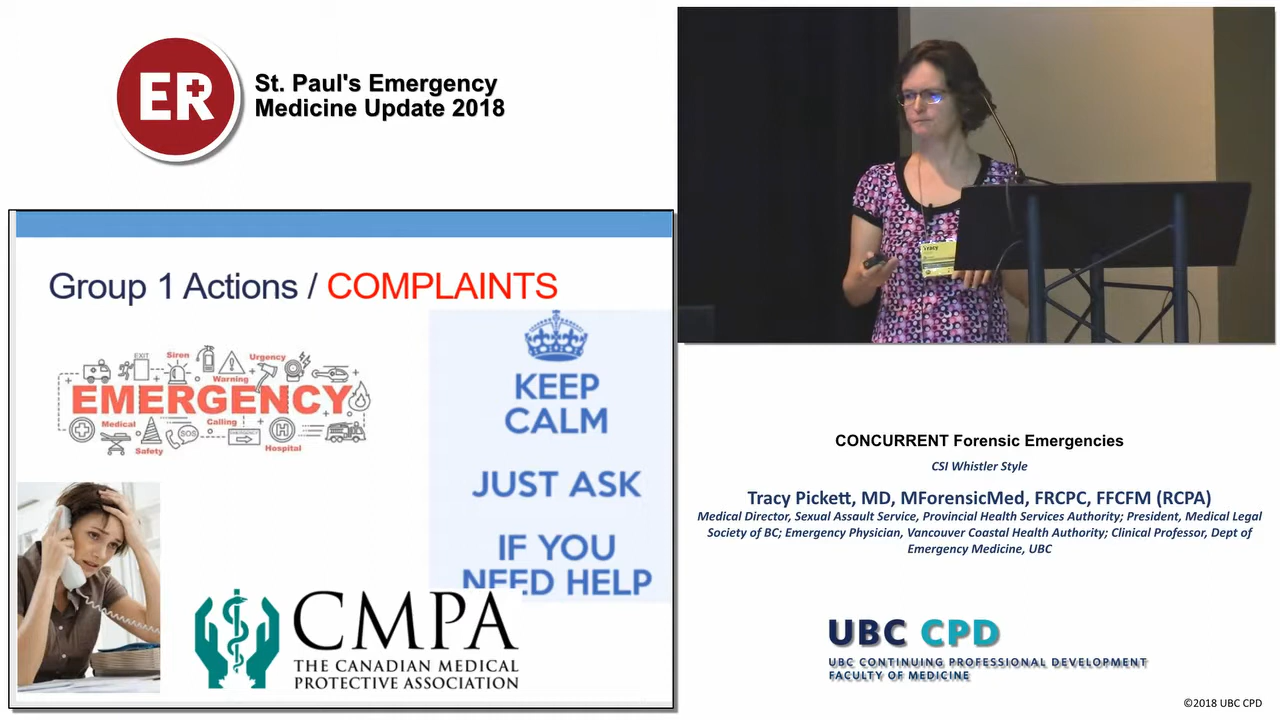 ER
St. Paul's Emergency
Medicine Update 2018
Group 1 Actions / COMPLAINTS
EXIT
Siren
Urgency
Warning
EMERGENCY
Medical
Calling
SOS
EMERGENCY
H
Safety
Hospital
KEEP
CALM
JUST ASK
IF YOU
NEED HELP
CMPA
THE CANADIAN MEDICAL
PROTECTIVE ASSOCIATION
Tracy
CONCURRENT Forensic Emergencies
CSI Whistler Style
Tracy Pickett, MD, MForensicMed, FRCPC, FFCFM (RCPA)
Medical Director, Sexual Assault Service, Provincial Health Services Authority; President, Medical Legal
Society of BC; Emergency Physician, Vancouver Coastal Health Authority; Clinical Professor, Dept of
Emergency Medicine, UBC
UBC CPD
UBC CONTINUING PROFESSIONAL DEVELOPMENT
FACULTY OF MEDICINE
©2018 UBC CPD